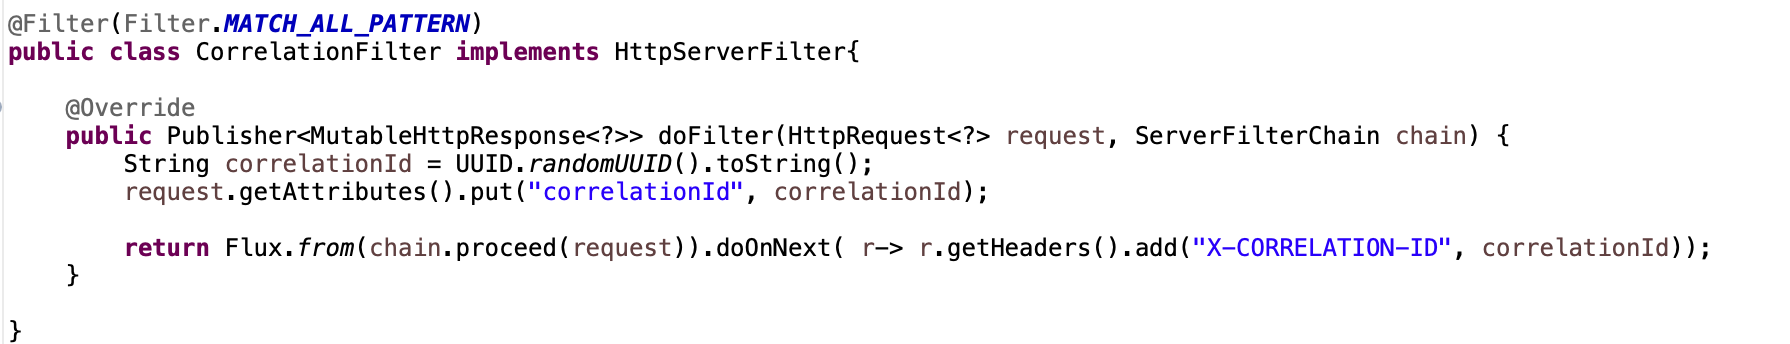 @Filter(Filter.MATCH_ALL_PATTERN)
public class CorrelationFilter implements HttpServerFilter{
@Override
public Publisher<MutableHttpResponse<?>> doFilter(HttpRequest<?> request, ServerFilterChain chain) {
String correlationId = UUID.randomUUID().toString();
request.getAttributes().put("correlationId", correlationId);
return Flux.from(chain.proceed(request)).doOnNext( r-> r.getHeaders().add("X-CORRELATION-ID", correlationId));
}
}